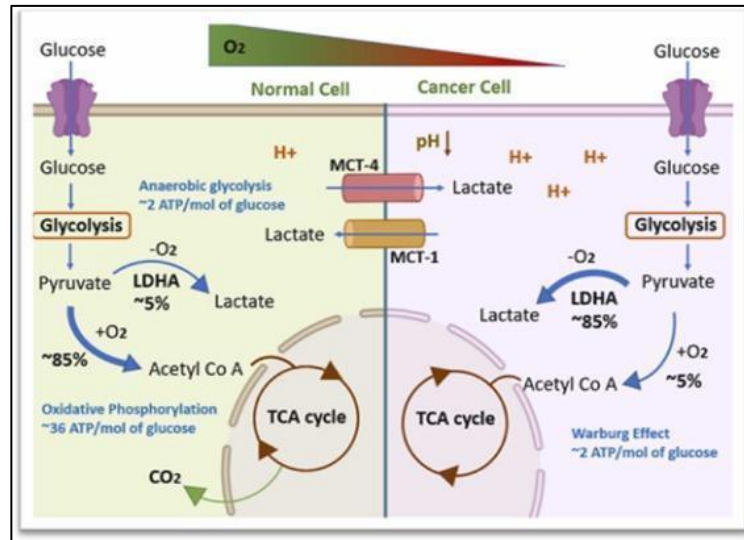 O₂
Normal Cell
Cancer Cell
Glucose
Glucose
Glycolysis
Pyruvate
-O₂
LDHA
~5%
Lactate
+O₂
~85%
Acetyl Co A
Anaerobic glycolysis
~2 ATP/mol of glucose
H+
MCT-4
Lactate
Lactate
MCT-1
TCA cycle
Oxidative Phosphorylation
~36 ATP/mol of glucose
CO₂
pH
H+
H+
H+
Glucose
Glucose
Glycolysis
Pyruvate
-O₂
LDHA
~85%
Lactate
+O₂
~5%
Acetyl Co A
TCA cycle
Warburg Effect
~2 ATP/mol of glucose